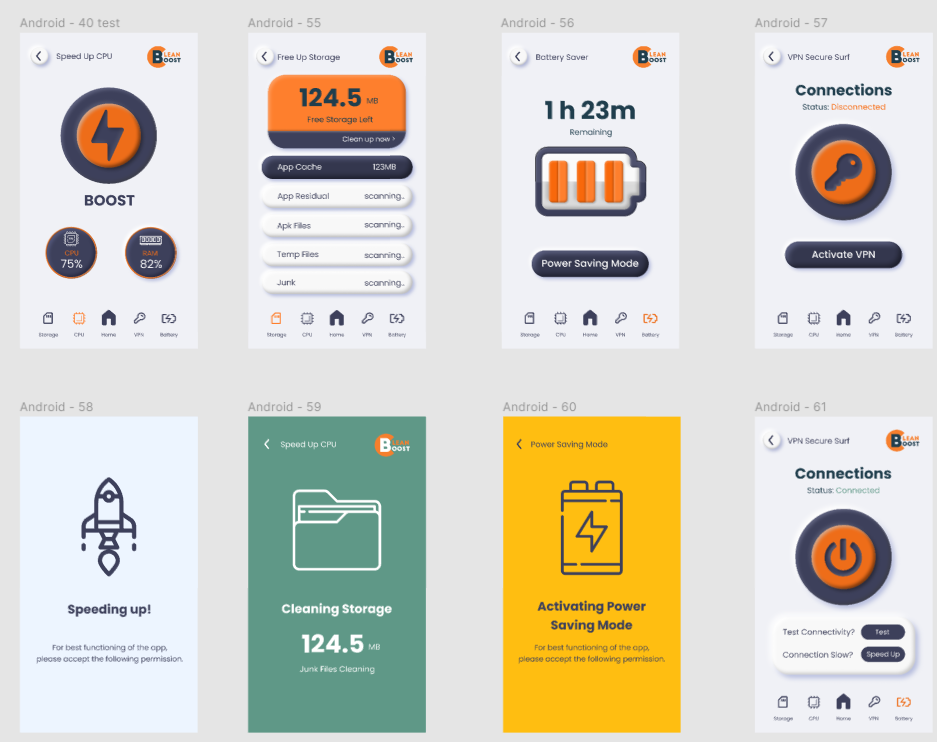 Android - 40 test
Speed Up CPU
CLEAN
BOOST
BOOST
CPU
75%
RAM
82%
Storage CPU Home VPN Battery
Android - 55
Free Up Storage
CLEAN
BOOST
124.5 MB
Free Storage Left
Clean up now >
App Cache 123MB
App Residual scanning..
Apk Files scanning..
Temp Files scanning..
Junk scanning..
Storage CPU Home VPN Battery
Android - 56
Battery Saver
CLEAN
BOOST
1 h 23m
Remaining
Power Saving Mode
Storage CPU Home VPN Battery
Android - 57
VPN Secure Surf
CLEAN
BOOST
Connections
Status: Disconnected
Activate VPN
Storage CPU Home VPN Battery
Android - 58
Speeding up!
For best functioning of the app,
please accept the following permission.
Android - 59
Speed Up CPU
CLEAN
BOOST
Cleaning Storage
124.5 MB
Junk Files Cleaning
Android - 60
Power Saving Mode
Activating Power
Saving Mode
For best functioning of the app,
please accept the following permission.
Android - 61
VPN Secure Surf
CLEAN
BOOST
Connections
Status: Connected
Test Connectivity? Test
Connection Slow? Speed Up
Storage CPU Home VPN Battery